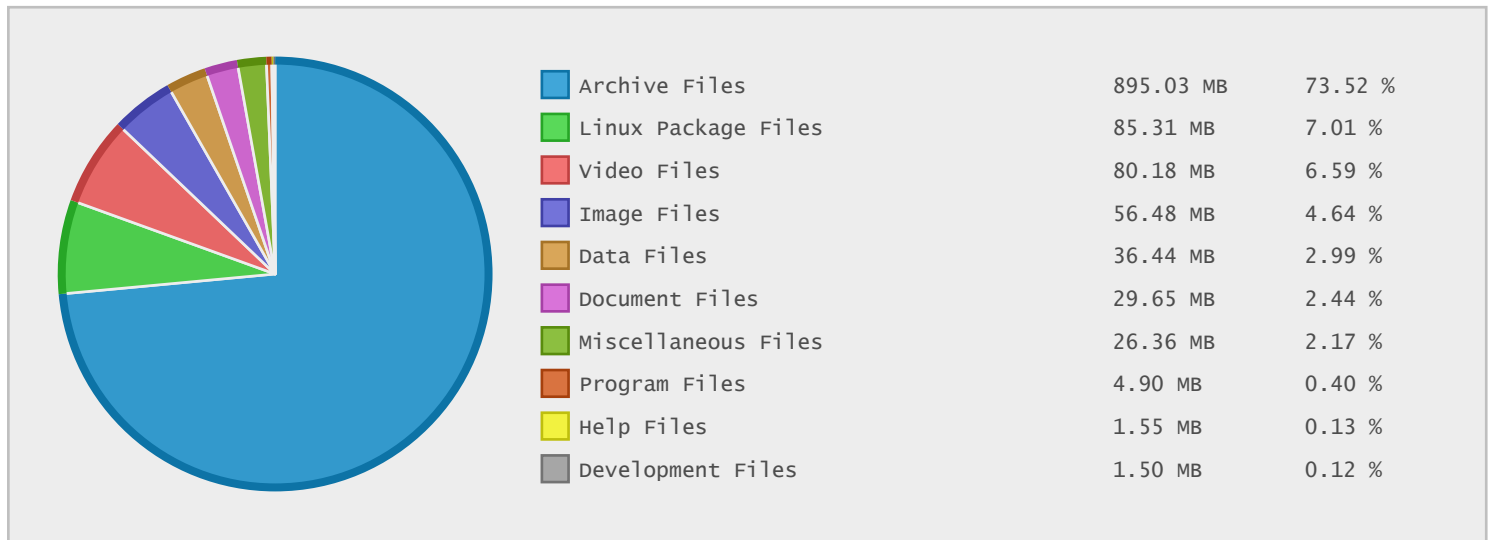 Archive Files 895.03 MB 73.52 %
Linux Package Files 85.31 MB 7.01 %
Video Files 80.18 MB 6.59 %
Image Files 56.48 MB 4.64 %
Data Files 36.44 MB 2.99 %
Document Files 29.65 MB 2.44 %
Miscellaneous Files 26.36 MB 2.17 %
Program Files 4.90 MB 0.40 %
Help Files 1.55 MB 0.13 %
Development Files 1.50 MB 0.12 %